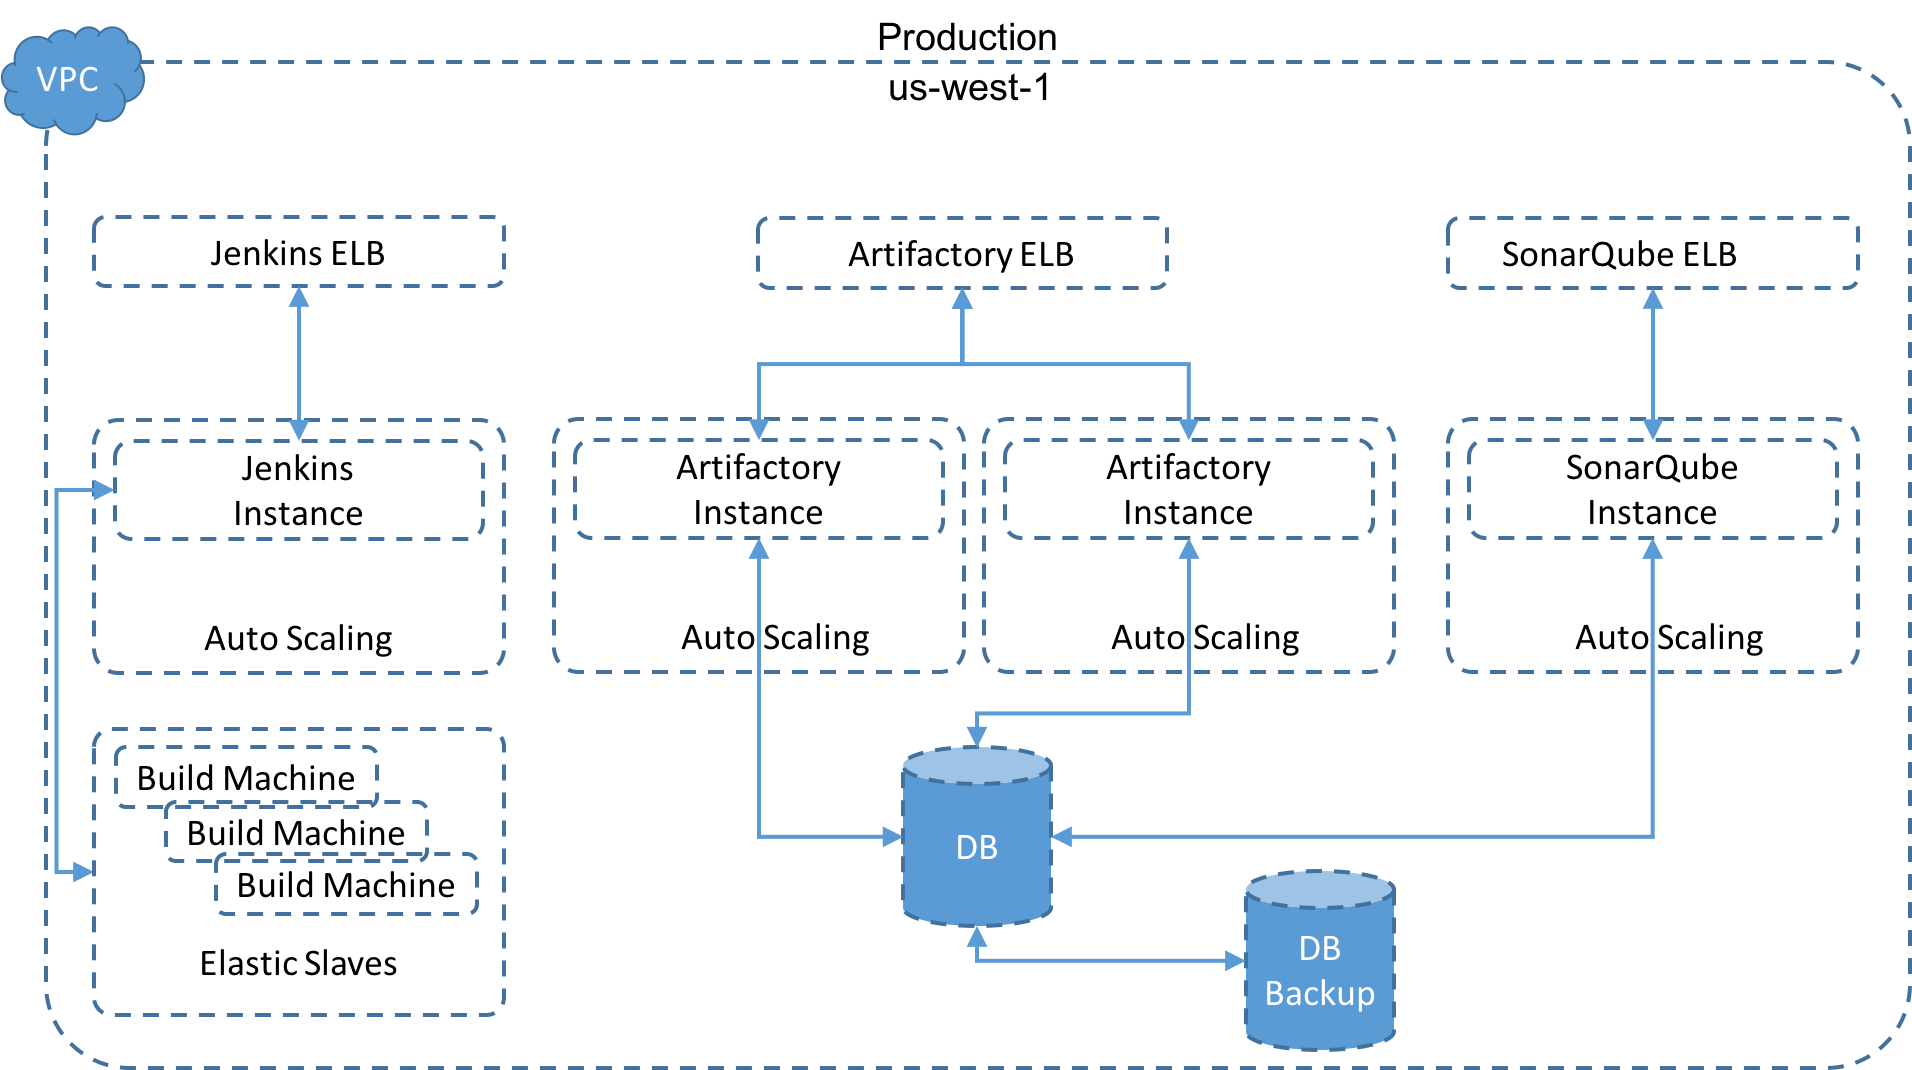 Production
VPC
us-west-1
Jenkins ELB
Artifactory ELB
SonarQube ELB
Jenkins
Instance
Artifactory
Instance
Artifactory
Instance
SonarQube
Instance
Auto Scaling
Auto Scaling
Auto Scaling
Auto Scaling
Build Machine
Build Machine
Build Machine
Elastic Slaves
DB
DB
Backup